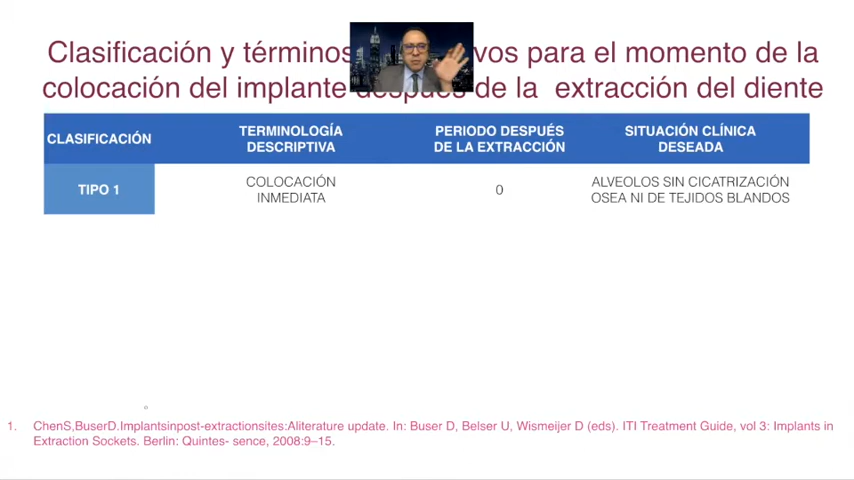 Clasificación y términos vos para el momento de la
colocación del implante después de la extracción del diente
CLASIFICACIÓN
TERMINOLOGÍA
DESCRIPTIVA
PERIODO DESPUÉS
DE LA EXTRACCIÓN
SITUACIÓN CLÍNICA
DESEADA
TIPO 1
COLOCACIÓN
INMEDIATA
0
ALVEOLOS SIN CICATRIZACIÓN
OSEA NI DE TEJIDOS BLANDOS
1. ChenS,BuserD.Implantsinpost-extractionsites:Aliterature update. In: Buser D, Belser U, Wismeijer D (eds). ITI Treatment Guide, vol 3: Implants in
Extraction Sockets. Berlin: Quintes- sence, 2008:9–15.